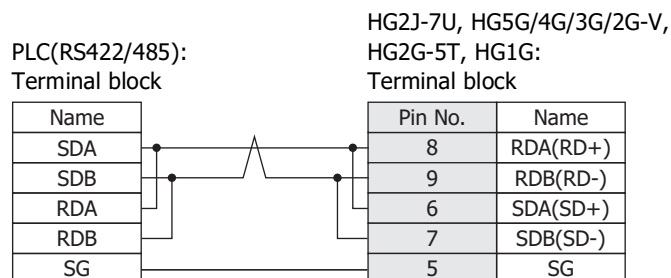 HG2J-7U, HG5G/4G/3G/2G-V,
PLC(RS422/485): HG2G-5T, HG1G:
Terminal block Terminal block
Name Pin No. Name
SDA 8 RDA(RD+)
SDB 9 RDB(RD-)
RDA 6 SDA(SD+)
RDB 7 SDB(SD-)
SG 5 SG